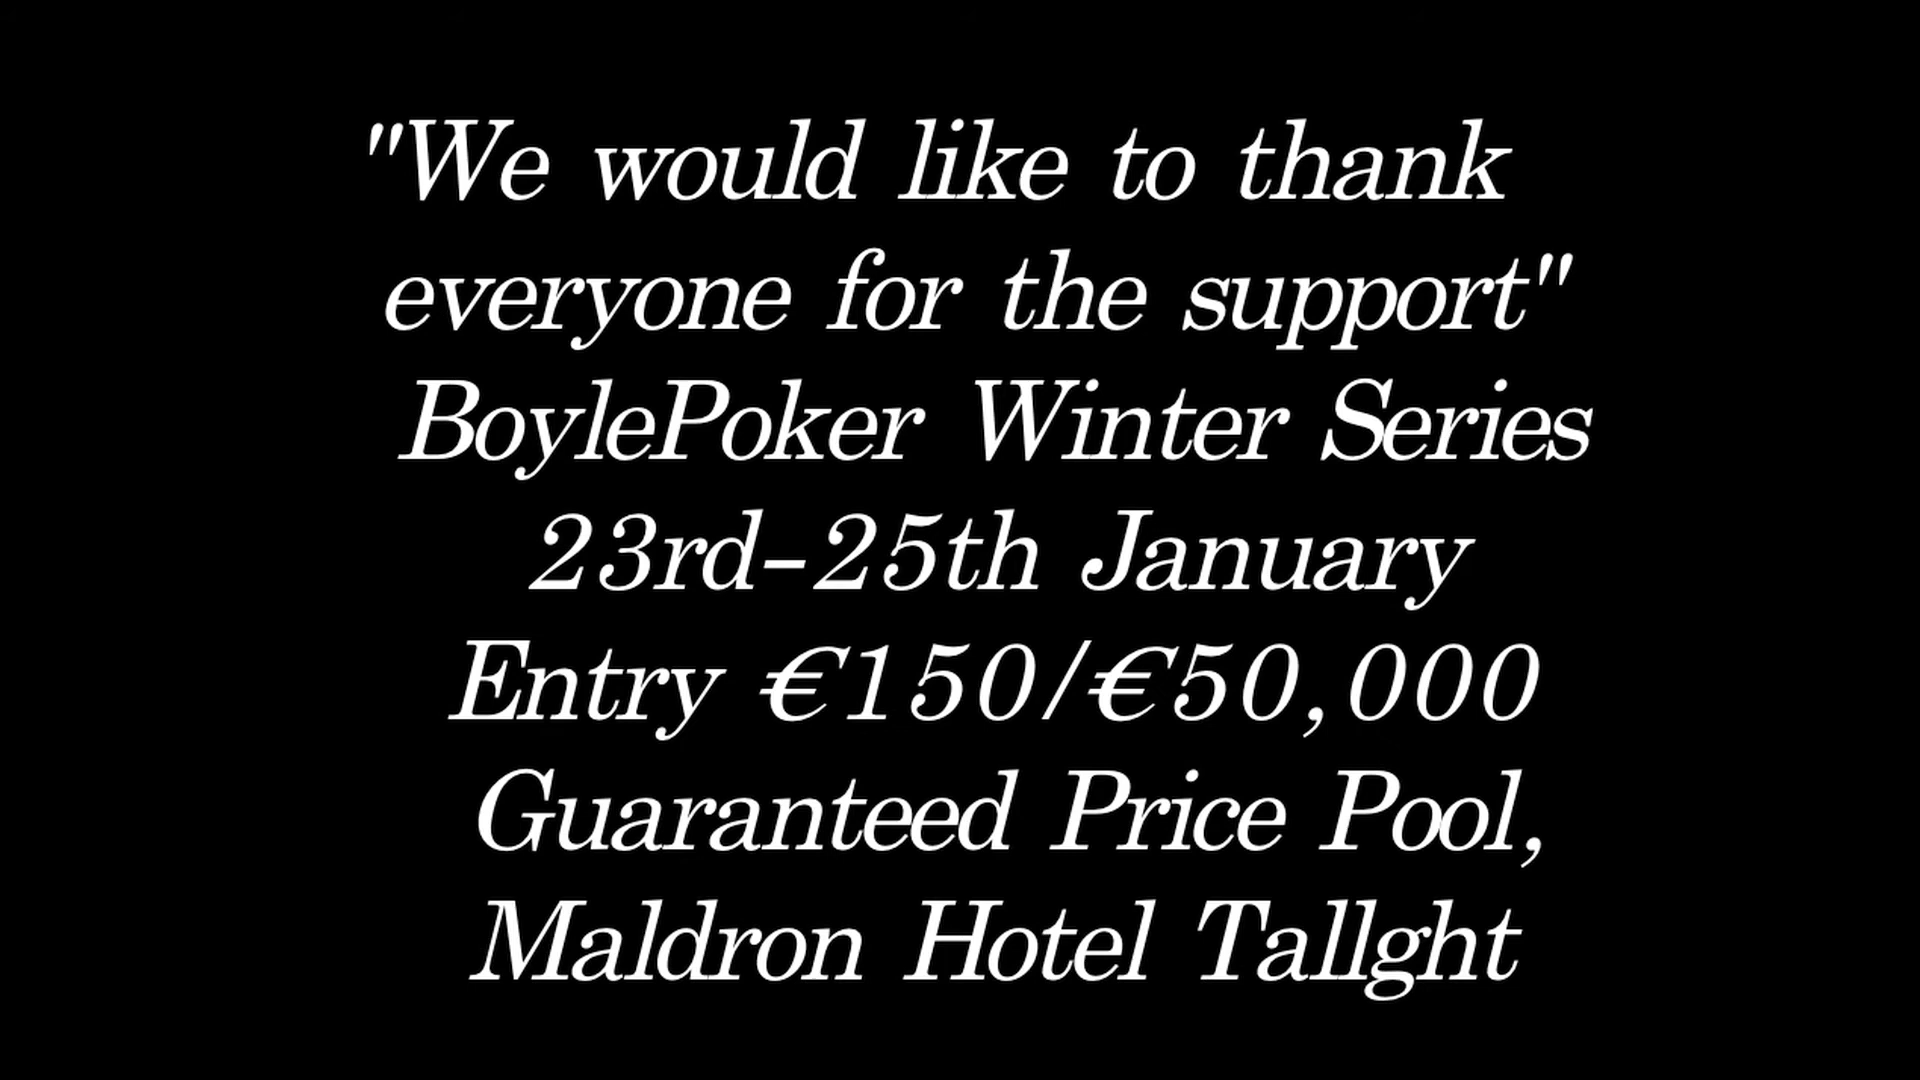 "We would like to thank
everyone for the support"
BoylePoker Winter Series
23rd-25th January
Entry €150/€50,000
Guaranteed Price Pool,
Maldron Hotel Tallght